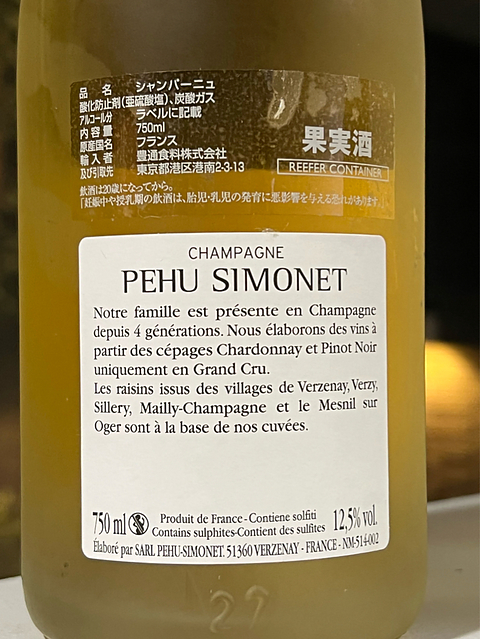 品名 シャンパーニュ
酸化防止剤(亜硫酸塩)、炭酸ガス
アルコール分 ラベルに記載
内容量 750ml
原産国名 フランス
輸入者 豊通食料株式会社
及び引取先 東京都港区港南2-3-13
果実酒
REEFER CONTAINER
飲酒は20歳になってから。
「妊娠中や授乳期の飲酒は、胎児・乳児の発育に悪影響を与える恐れがあります。」
CHAMPAGNE
PEHU SIMONET
Notre famille est présente en Champagne
depuis 4 générations. Nous élaborons des vins à
partir des cépages Chardonnay et Pinot Noir
uniquement en Grand Cru.
Les raisins issus des villages de Verzenay, Verzy,
Sillery, Mailly-Champagne et le Mesnil sur
Oger sont à la base de nos cuvées.
750 ml Produit de France - Contiene solfiti 12,5% vol.
Contains sulphites - Contient des sulfites
Élaboré par SARL PEHU-SIMONET. 51360 VERZENAY - FRANCE - NM-514-002
27